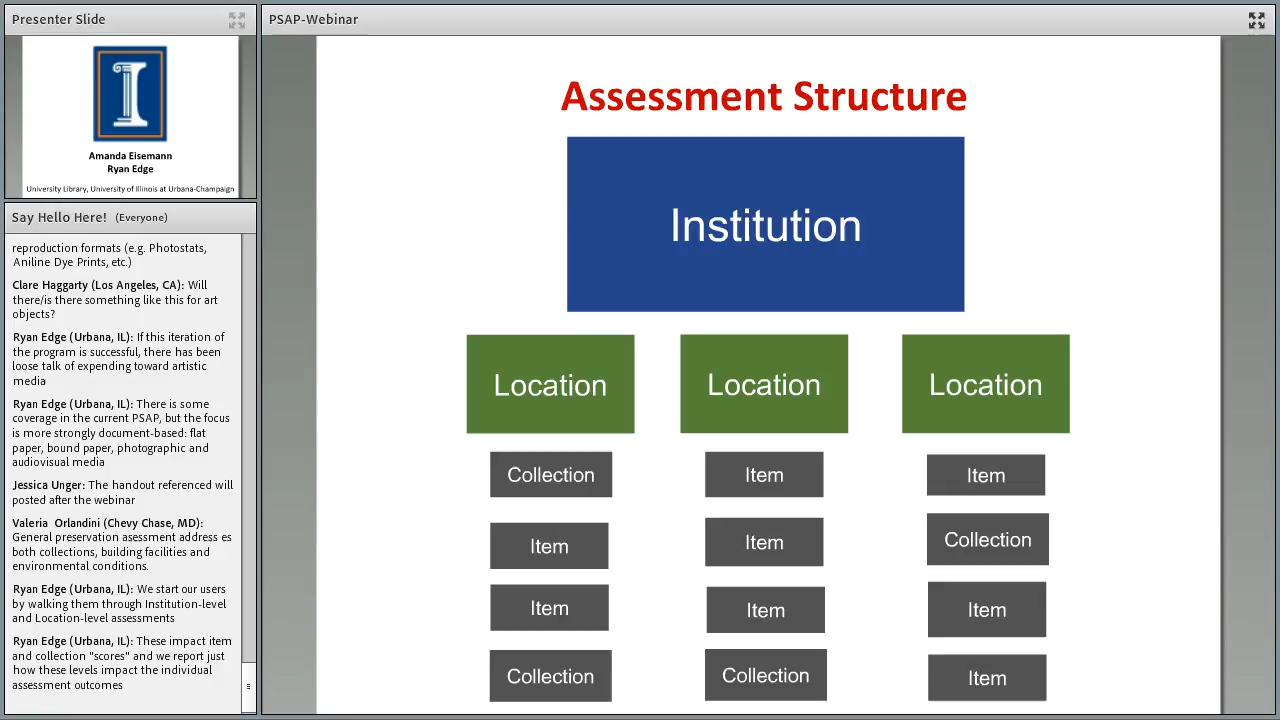 Presenter Slide
Amanda Eisemann
Ryan Edge
University Library, University of Illinois at Urbana-Champaign
Say Hello Here! (Everyone)
reproduction formats (e.g. Photostats,
Aniline Dye Prints, etc.)
Clare Haggarty (Los Angeles, CA): Will
there/is there something like this for art
objects?
Ryan Edge (Urbana, IL): If this iteration of
the program is successful, there has been
loose talk of expending toward artistic
media
Ryan Edge (Urbana, IL): There is some
coverage in the current PSAP, but the focus
is more strongly document-based: flat
paper, bound paper, photographic and
audiovisual media
Jessica Unger: The handout referenced will
posted after the webinar
Valeria Orlandini (Chevy Chase, MD):
General preservation asessment address es
both collections, building facilities and
environmental conditions.
Ryan Edge (Urbana, IL): We start our users
by walking them through Institution-level
and Location-level assessments
Ryan Edge (Urbana, IL): These impact item
and collection "scores" and we report just
how these levels impact the individual
assessment outcomes
PSAP-Webinar
Assessment Structure
Institution
Location Location Location
Collection Item Item
Item Item Collection
Item Item Item
Collection Collection Item